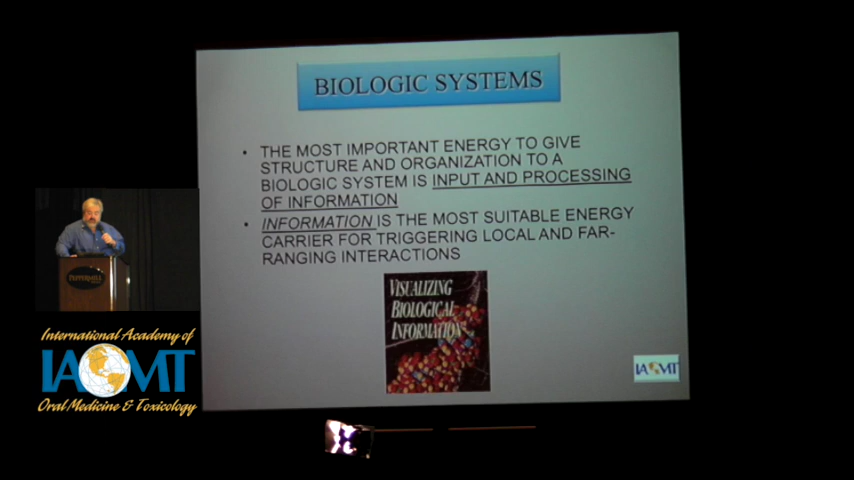 BIOLOGIC SYSTEMS
• THE MOST IMPORTANT ENERGY TO GIVE
STRUCTURE AND ORGANIZATION TO A
BIOLOGIC SYSTEM IS INPUT AND PROCESSING
OF INFORMATION
• INFORMATION IS THE MOST SUITABLE ENERGY
CARRIER FOR TRIGGERING LOCAL AND FAR-
RANGING INTERACTIONS
VISUALIZING
BIOLOGICAL
INFORMATION
IAOMT
PEPPERMILL
International Academy of
IAOMT
Oral Medicine & Toxicology